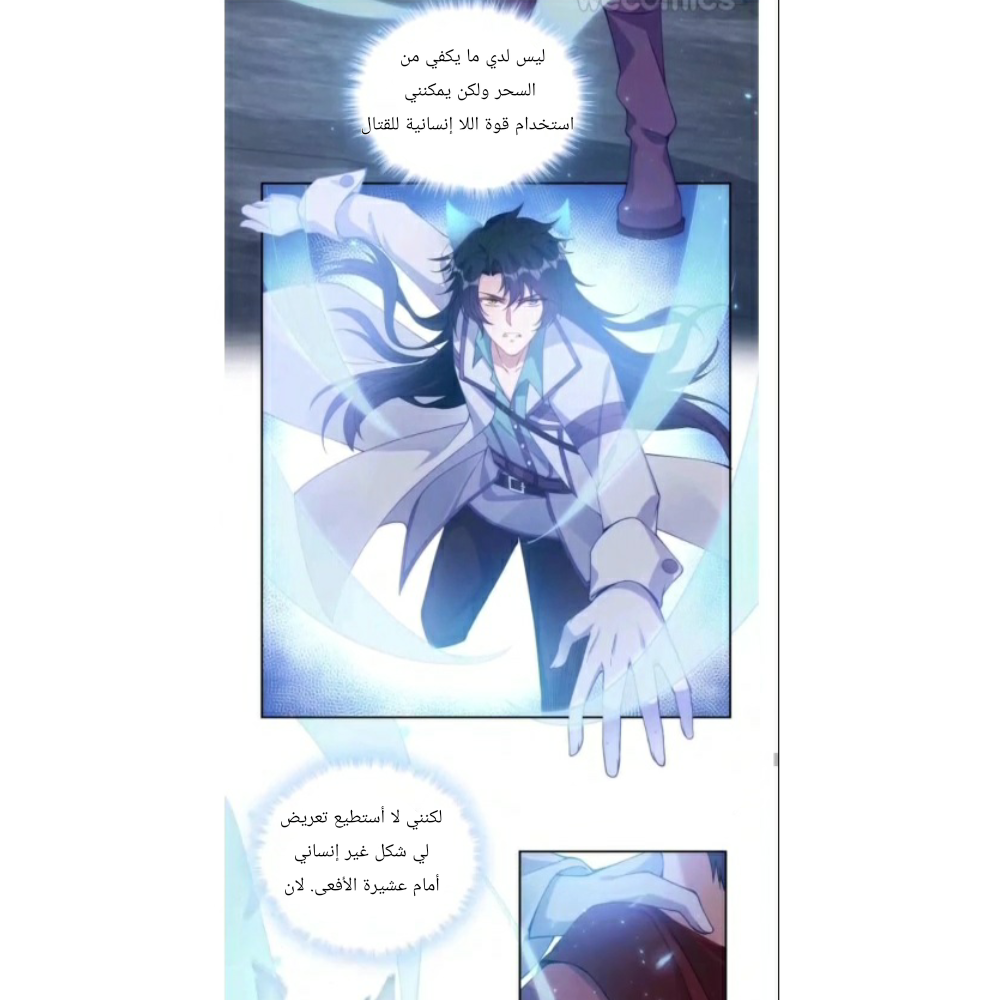 wecomics
ليس لدي ما يكفي من
السحر ولكن يمكنني
استخدام قوة اللا إنسانية للقتال
لكنني لا أستطيع تعريض
لي شكل غير إنساني
أمام عشيرة الأفعى. لان